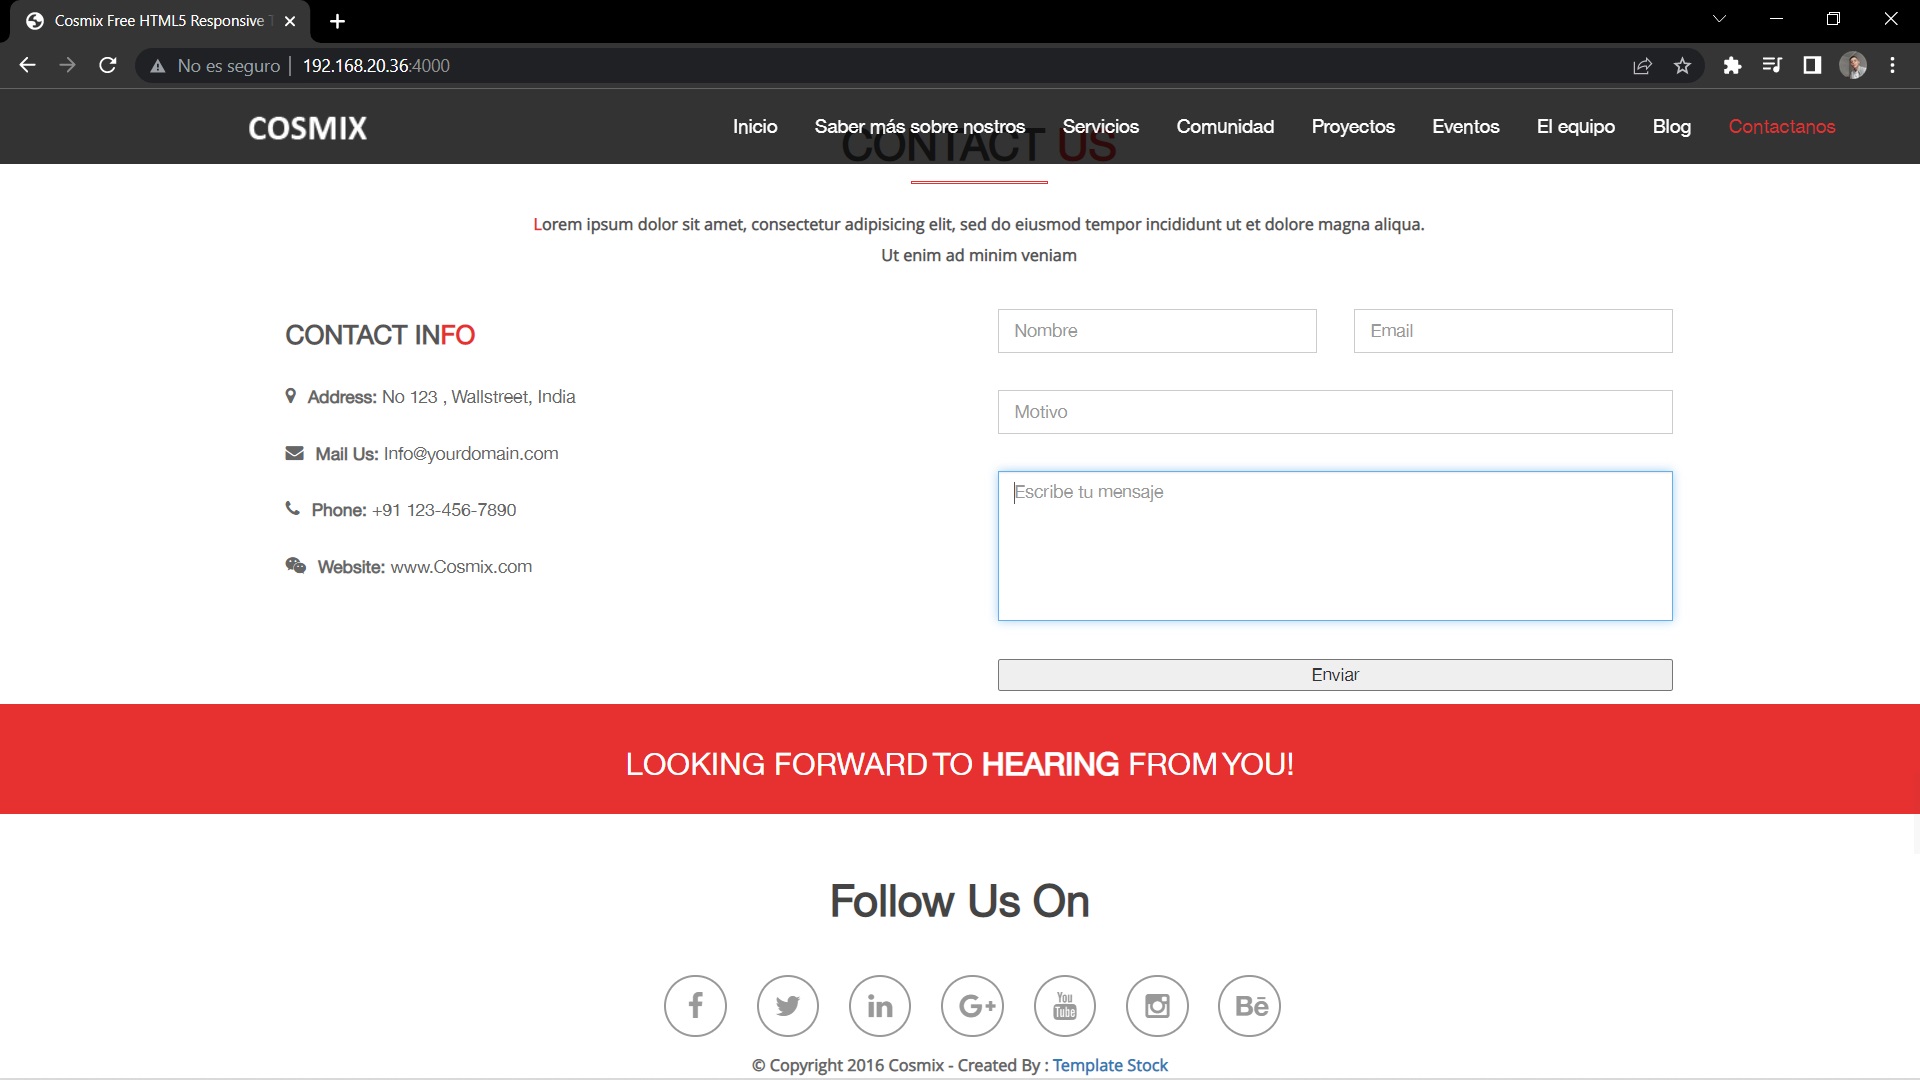 Cosmix Free HTML5 Responsive T
No es seguro | 192.168.20.36:4000
COSMIX
Inicio Saber más sobre nostros Servicios Comunidad Proyectos Eventos El equipo Blog Contactanos
CONTACT US
Lorem ipsum dolor sit amet, consectetur adipisicing elit, sed do eiusmod tempor incididunt ut et dolore magna aliqua.
Ut enim ad minim veniam
CONTACT INFO
Address: No 123 , Wallstreet, India
Mail Us: Info@yourdomain.com
Phone: +91 123-456-7890
Website: www.Cosmix.com
Nombre
Email
Motivo
Escribe tu mensaje
Enviar
LOOKING FORWARD TO HEARING FROM YOU!
Follow Us On
You
Tube
Bē
© Copyright 2016 Cosmix - Created By : Template Stock